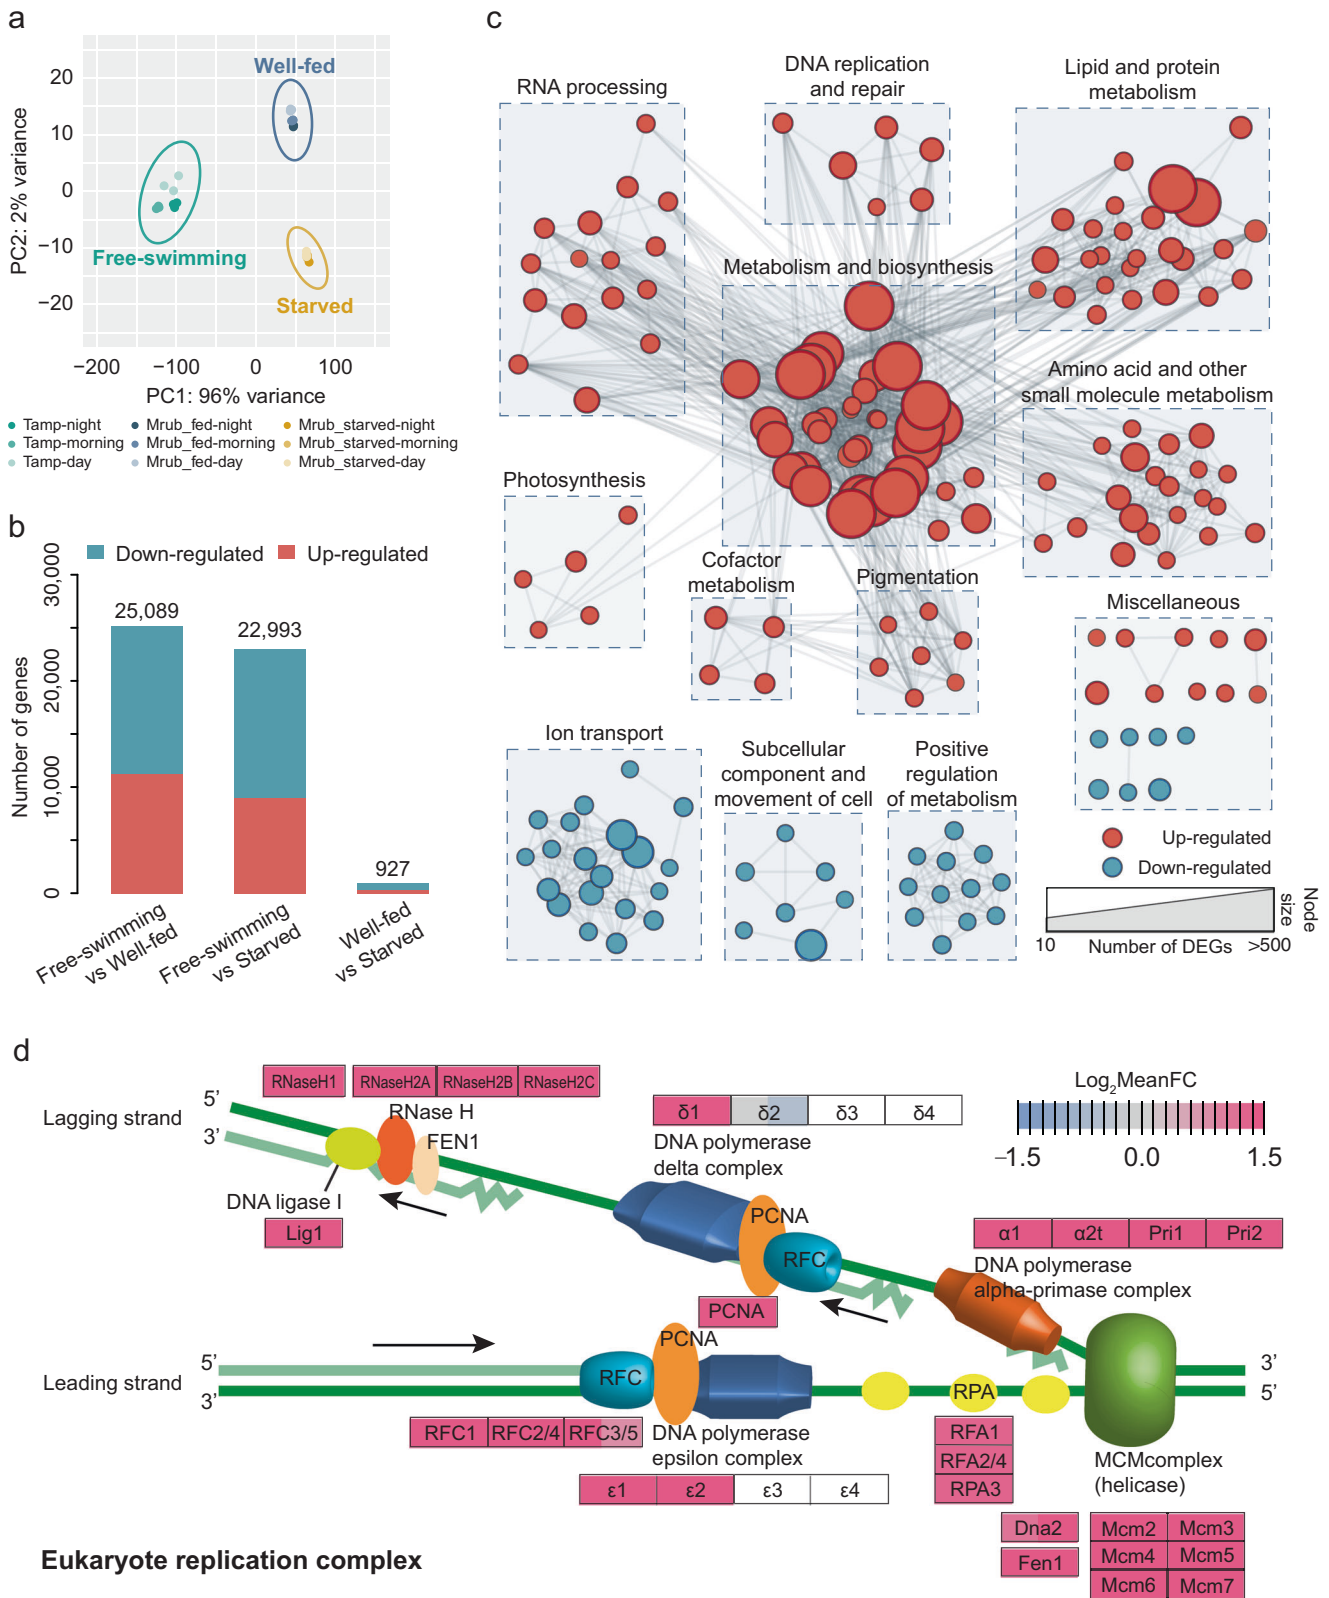 a
Well-fed
Free-swimming
Starved
PC2: 2% variance
20
10
0
−10
−20
−200
−100
0
100
PC1: 96% variance
Tamp-night
Mrub_fed-night
Mrub_starved-night
Tamp-morning
Mrub_fed-morning
Mrub_starved-morning
Tamp-day
Mrub_fed-day
Mrub_starved-day
b
Down-regulated
Up-regulated
Number of genes
30,000
20,000
10,000
0
25,089
22,993
927
Free-swimming
vs Well-fed
Free-swimming
vs Starved
Well-fed
vs Starved
c
RNA processing
DNA replication
and repair
Lipid and protein
metabolism
Metabolism and biosynthesis
Amino acid and other
small molecule metabolism
Photosynthesis
Cofactor
metabolism
Pigmentation
Miscellaneous
Ion transport
Subcellular
component and
movement of cell
Positive
regulation
of metabolism
Up-regulated
Down-regulated
Node
size
10
Number of DEGs
>500
d
RNaseH1
RNaseH2A
RNaseH2B
RNaseH2C
Lagging strand
5’
3’
RNase H
FEN1
DNA ligase I
Lig1
δ1
δ2
δ3
δ4
DNA polymerase
delta complex
Log2MeanFC
−1.5
0.0
1.5
PCNA
RFC
PCNA
α1
α2t
Pri1
Pri2
DNA polymerase
alpha-primase complex
Leading strand
5’
3’
RFC
PCNA
RPA
3’
5’
RFC1
RFC2/4
RFC3/5
DNA polymerase
epsilon complex
ε1
ε2
ε3
ε4
RFA1
RFA2/4
RPA3
MCMcomplex
(helicase)
Dna2
Fen1
Mcm2
Mcm3
Mcm4
Mcm5
Mcm6
Mcm7
Eukaryote replication complex